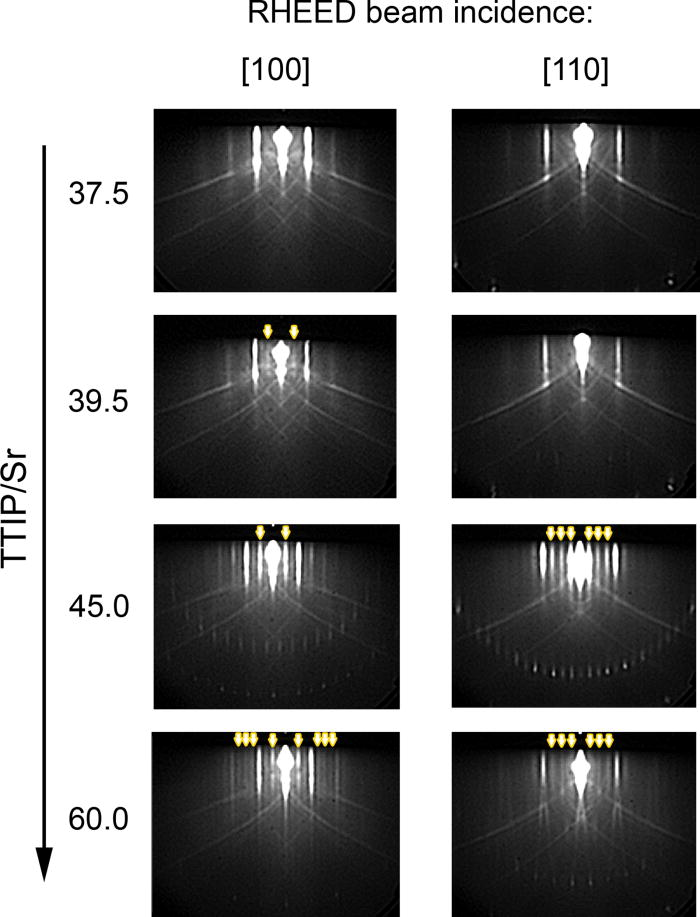 RHEED beam incidence:
[100] [110]
37.5
39.5
TTIP/Sr
45.0
60.0